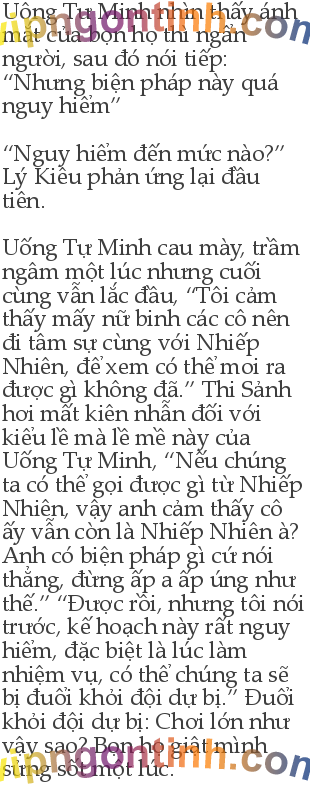 Uông Tự Minh nhìn thấy ánh
mắt của bọn họ thì ngẩn
người, sau đó nói tiếp:
“Nhưng biện pháp này quá
nguy hiểm”
“Nguy hiểm đến mức nào?”
Lý Kiều phản ứng lại đầu
tiên.
Uống Tự Minh cau mày, trầm
ngâm một lúc nhưng cuối
cùng vẫn lắc đầu, “Tôi cảm
thấy mấy nữ binh các cô nên
đi tâm sự cùng với Nhiếp
Nhiên, để xem có thể moi ra
được gì không đã.” Thi Sảnh
hơi mất kiên nhẫn đối với
kiểu lề mà lề mề này của
Uống Tự Minh, “Nếu chúng
ta có thể gọi được gì từ Nhiếp
Nhiên, vậy anh cảm thấy cô
ấy vẫn còn là Nhiếp Nhiên à?
Anh có biện pháp gì cứ nói
thẳng, đừng ấp a ấp úng như
thế.” “Được rồi, nhưng tôi nói
trước, kế hoạch này rất nguy
hiểm, đặc biệt là lúc làm
nhiệm vụ, có thể chúng ta sẽ
bị đuổi khỏi đội dự bị.” Đuổi
khỏi đội dự bị: Chơi lớn như
vậy sao? Bọn họ giật mình
sửng sốt một lúc.
vipngontinh.com
vipngontinh.com